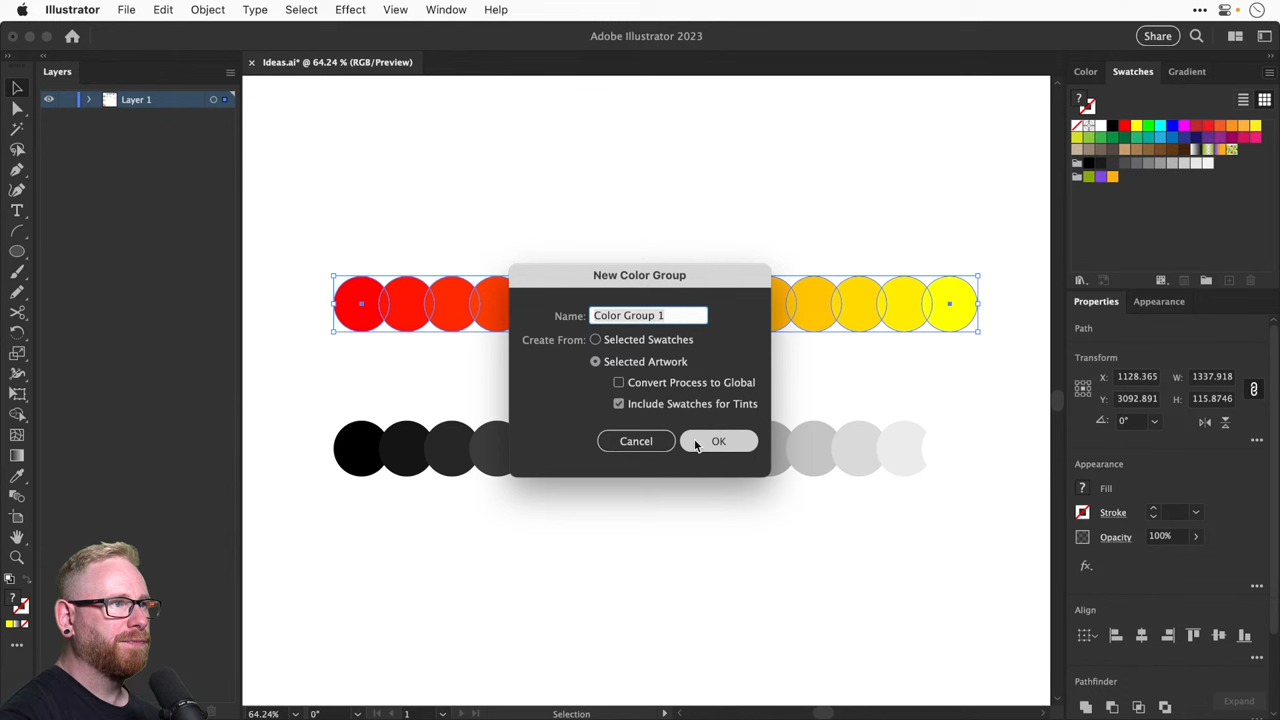 Illustrator File Edit Object Type Select Effect View Window Help
Adobe Illustrator 2023
Share
Layers
Ideas.ai* @ 64.24 % (RGB/Preview)
Color Swatches Gradient
Layer 1
New Color Group
Name: Color Group 1
Create From: Selected Swatches
Selected Artwork
Convert Process to Global
Include Swatches for Tints
Cancel OK
Properties Appearance
Path
Transform
X: 1128.365 W: 1337.918
Y: 3092.891 H: 115.8746
0°
Appearance
? Fill
Stroke
Opacity 100%
fx.
Align
Pathfinder
Expand
64.24% 0° 1 Selection